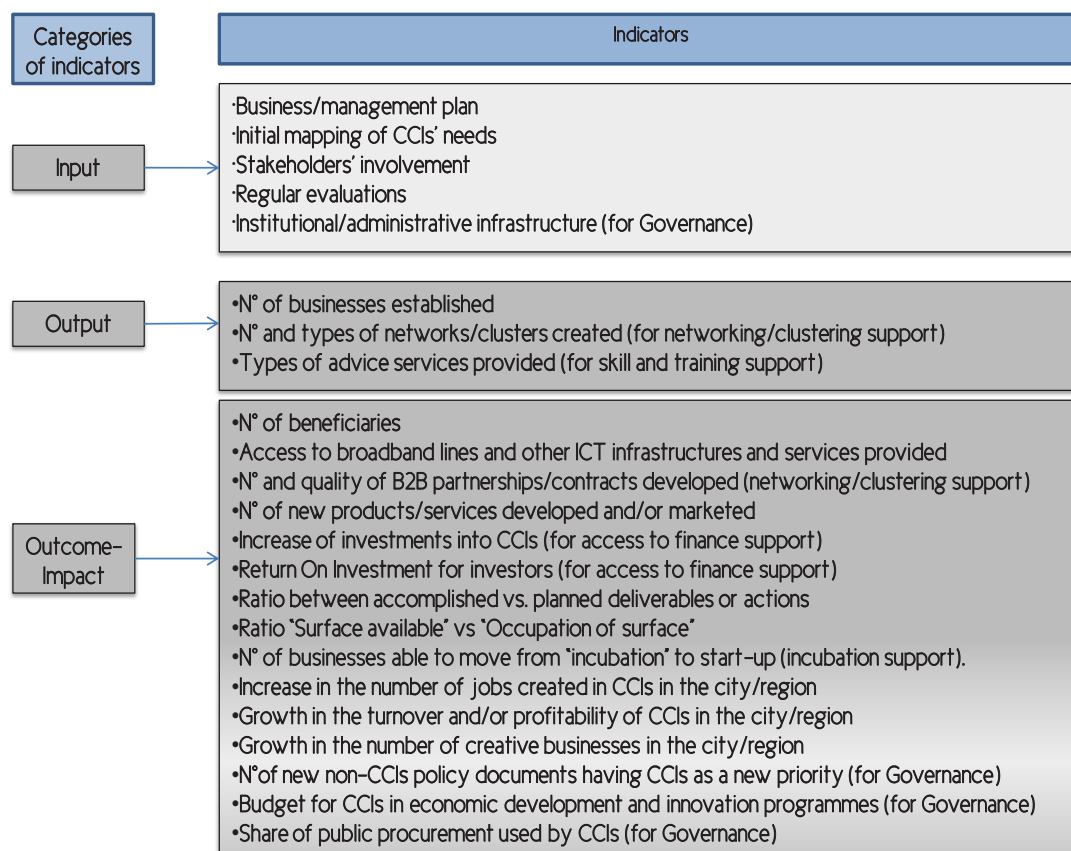 Categories
of indicators
Indicators
Input
·Business/management plan
·Initial mapping of CCIs’ needs
·Stakeholders’ involvement
·Regular evaluations
·Institutional/administrative infrastructure (for Governance)
Output
•N° of businesses established
•N° and types of networks/clusters created (for networking/clustering support)
•Types of advice services provided (for skill and training support)
Outcome-
Impact
•N° of beneficiaries
•Access to broadband lines and other ICT infrastructures and services provided
•N° and quality of B2B partnerships/contracts developed (networking/clustering support)
•N° of new products/services developed and/or marketed
•Increase of investments into CCIs (for access to finance support)
•Return On Investment for investors (for access to finance support)
•Ratio between accomplished vs. planned deliverables or actions
•Ratio “Surface available” vs “Occupation of surface”
•N° of businesses able to move from “incubation” to start-up (incubation support).
•Increase in the number of jobs created in CCIs in the city/region
•Growth in the turnover and/or profitability of CCIs in the city/region
•Growth in the number of creative businesses in the city/region
•N°of new non-CCIs policy documents having CCIs as a new priority (for Governance)
•Budget for CCIs in economic development and innovation programmes (for Governance)
•Share of public procurement used by CCIs (for Governance)